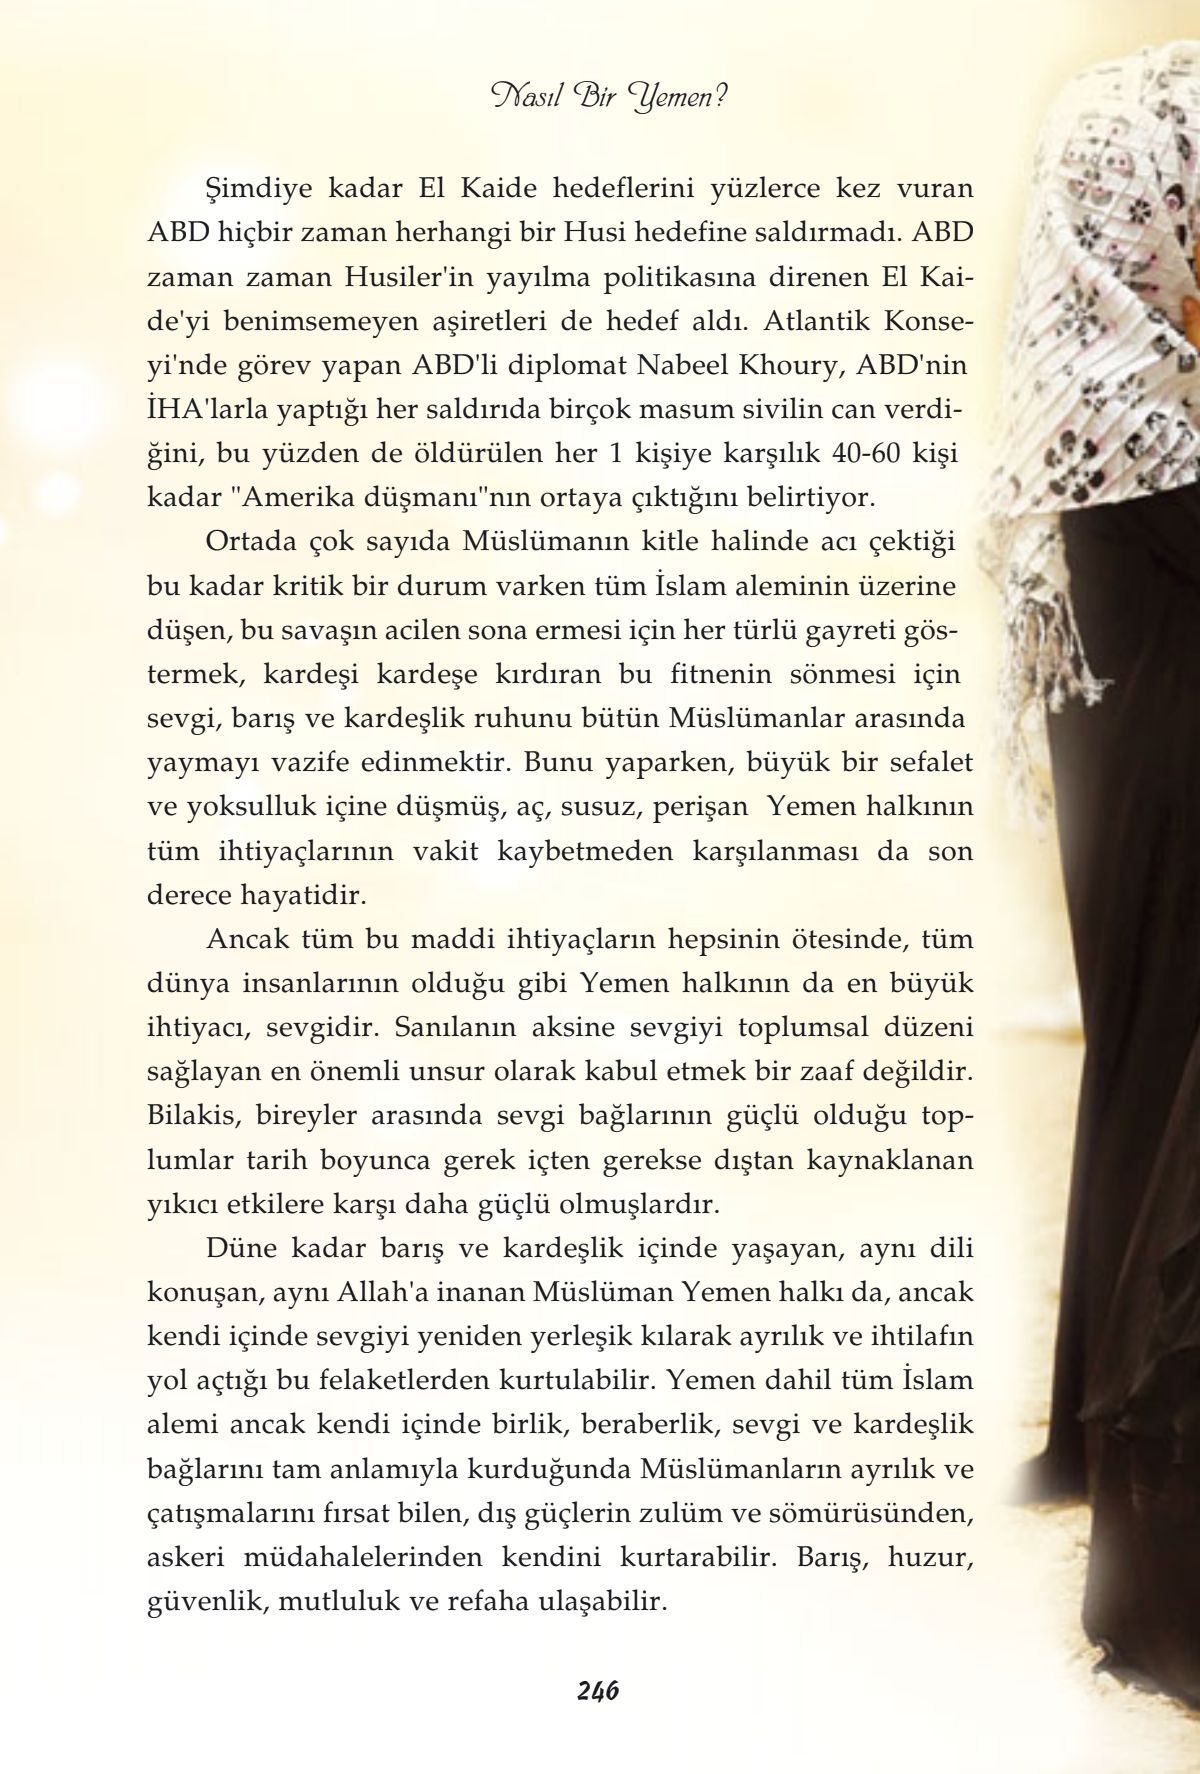 Nasıl Bir Yemen?
Şimdiye kadar El Kaide hedeflerini yüzlerce kez vuran
ABD hiçbir zaman herhangi bir Husi hedefine saldırmadı. ABD
zaman zaman Husiler'in yayılma politikasına direnen El Kai-
de'yi benimsemeyen aşiretleri de hedef aldı. Atlantik Konse-
yi'nde görev yapan ABD'li diplomat Nabeel Khoury, ABD'nin
İHA'larla yaptığı her saldırıda birçok masum sivilin can verdi-
ğini, bu yüzden de öldürülen her 1 kişiye karşılık 40-60 kişi
kadar "Amerika düşmanı"nın ortaya çıktığını belirtiyor.
Ortada çok sayıda Müslümanın kitle halinde acı çektiği
bu kadar kritik bir durum varken tüm İslam aleminin üzerine
düşen, bu savaşın acilen sona ermesi için her türlü gayreti gös-
termek, kardeşi kardeşe kırdıran bu fitnenin sönmesi için
sevgi, barış ve kardeşlik ruhunu bütün Müslümanlar arasında
yaymayı vazife edinmektir. Bunu yaparken, büyük bir sefalet
ve yoksulluk içine düşmüş, aç, susuz, perişan Yemen halkının
tüm ihtiyaçlarının vakit kaybetmeden karşılanması da son
derece hayatidir.
Ancak tüm bu maddi ihtiyaçların hepsinin ötesinde, tüm
dünya insanlarının olduğu gibi Yemen halkının da en büyük
ihtiyacı, sevgidir. Sanılanın aksine sevgiyi toplumsal düzeni
sağlayan en önemli unsur olarak kabul etmek bir zaaf değildir.
Bilakis, bireyler arasında sevgi bağlarının güçlü olduğu top-
lumlar tarih boyunca gerek içten gerekse dıştan kaynaklanan
yıkıcı etkilere karşı daha güçlü olmuşlardır.
Düne kadar barış ve kardeşlik içinde yaşayan, aynı dili
konuşan, aynı Allah'a inanan Müslüman Yemen halkı da, ancak
kendi içinde sevgiyi yeniden yerleşik kılarak ayrılık ve ihtilafın
yol açtığı bu felaketlerden kurtulabilir. Yemen dahil tüm İslam
alemi ancak kendi içinde birlik, beraberlik, sevgi ve kardeşlik
bağlarını tam anlamıyla kurduğunda Müslümanların ayrılık ve
çatışmalarını fırsat bilen, dış güçlerin zulüm ve sömürüsünden,
askeri müdahalelerinden kendini kurtarabilir. Barış, huzur,
güvenlik, mutluluk ve refaha ulaşabilir.
246